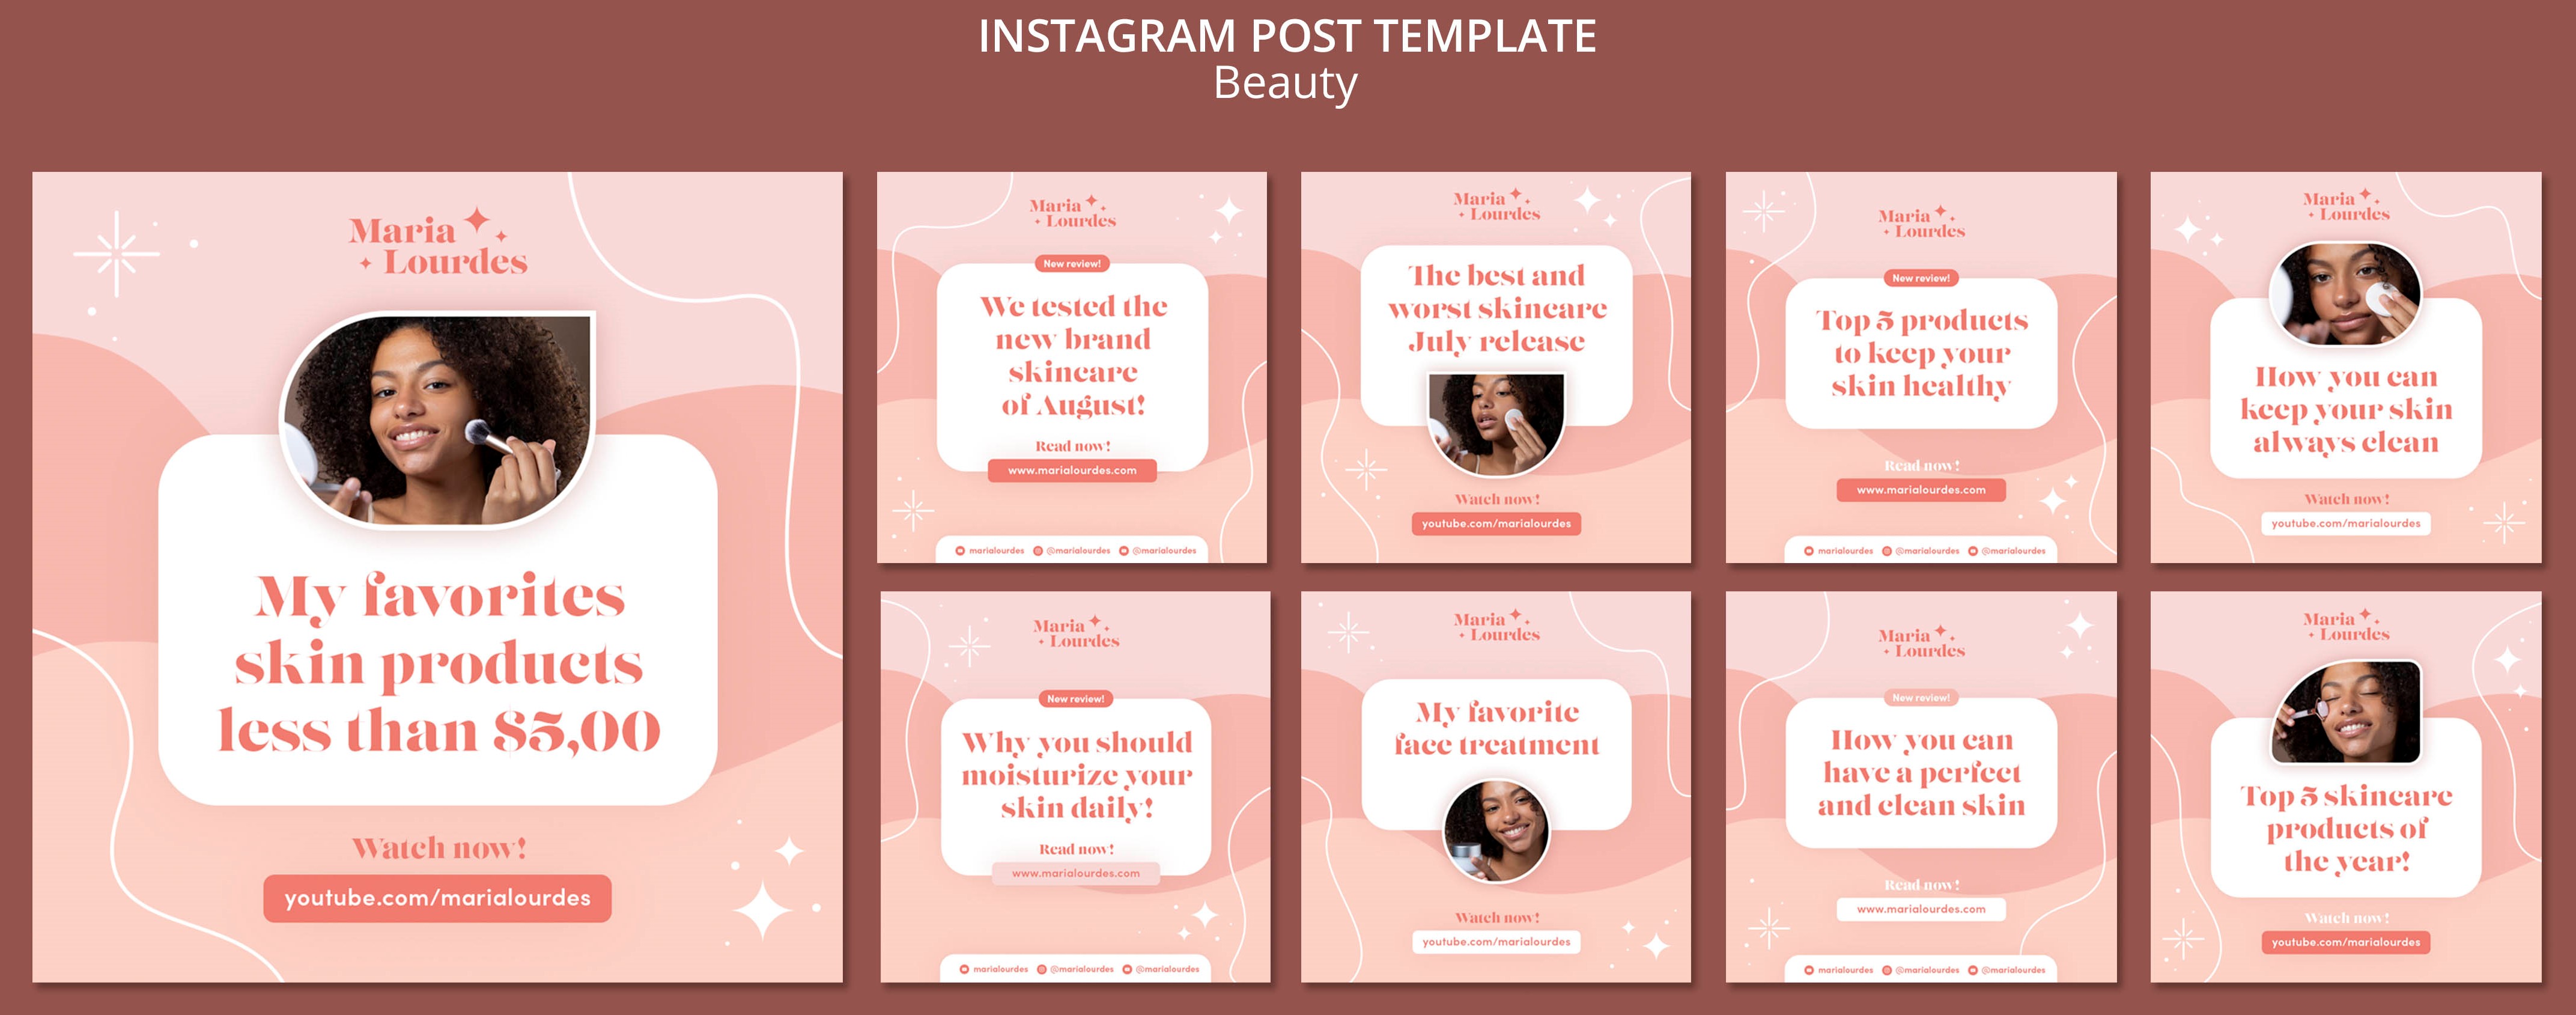 INSTAGRAM POST TEMPLATE
Beauty
Maria
Lourdes
My favorites
skin products
less than $5,00
Watch now!
youtube.com/marialourdes
Maria
Lourdes
New review!
We tested the
new brand
skincare
of August!
Read now!
www.marialourdes.com
marialourdes @marialourdes @marialourdes
Maria
Lourdes
The best and
worst skincare
July release
Watch now!
youtube.com/marialourdes
Maria
Lourdes
New review!
Top 5 products
to keep your
skin healthy
Read now!
www.marialourdes.com
marialourdes @marialourdes @marialourdes
Maria
Lourdes
How you can
keep your skin
always clean
Watch now!
youtube.com/marialourdes
Maria
Lourdes
New review!
Why you should
moisturize your
skin daily!
Read now!
www.marialourdes.com
marialourdes @marialourdes @marialourdes
Maria
Lourdes
My favorite
face treatment
Watch now!
youtube.com/marialourdes
Maria
Lourdes
New review!
How you can
have a perfect
and clean skin
Read now!
www.marialourdes.com
marialourdes @marialourdes @marialourdes
Maria
Lourdes
Top 5 skincare
products of
the year!
Watch now!
youtube.com/marialourdes